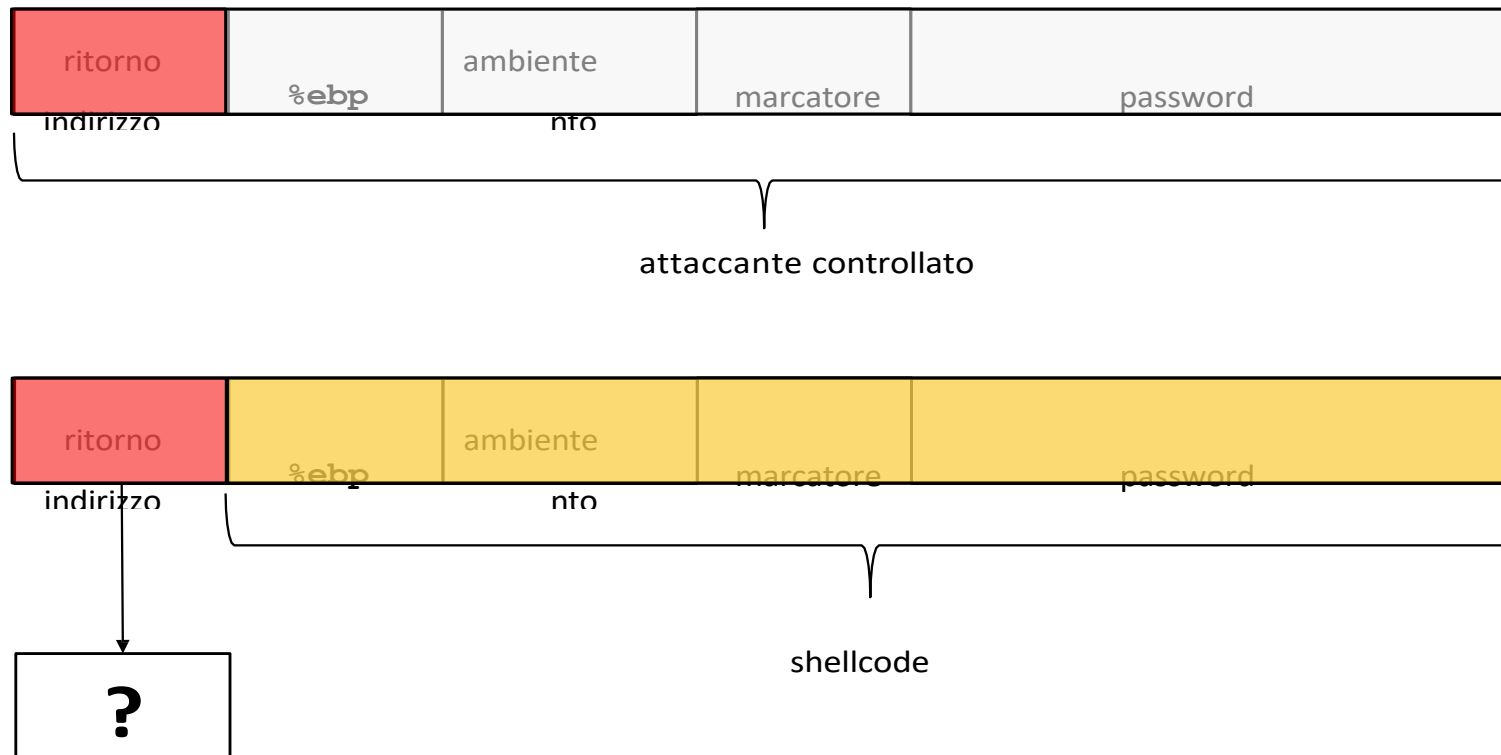 ritorno
indirizzo
%ebp
ambiente
nto
marcatore
password
attaccante controllato
ritorno
indirizzo
%ebp
ambiente
nto
marcatore
password
shellcode
?